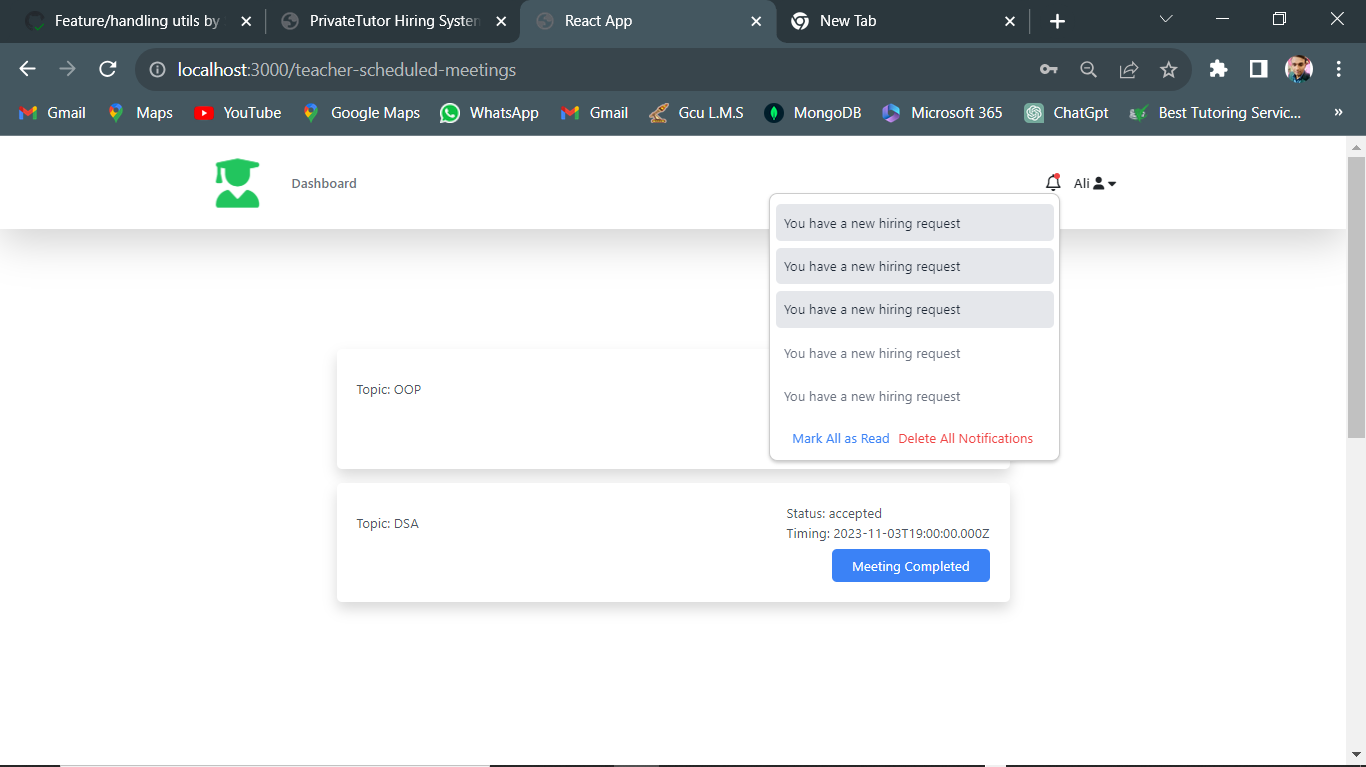 Feature/handling utils by
PrivateTutor Hiring System
React App
New Tab
localhost:3000/teacher-scheduled-meetings
Gmail
Maps
YouTube
Google Maps
WhatsApp
Gmail
Gcu L.M.S
MongoDB
Microsoft 365
ChatGpt
Best Tutoring Servic...
»
Dashboard
Ali
You have a new hiring request
You have a new hiring request
You have a new hiring request
You have a new hiring request
You have a new hiring request
Mark All as Read Delete All Notifications
Topic: OOP
Topic: DSA
Status: accepted
Timing: 2023-11-03T19:00:00.000Z
Meeting Completed